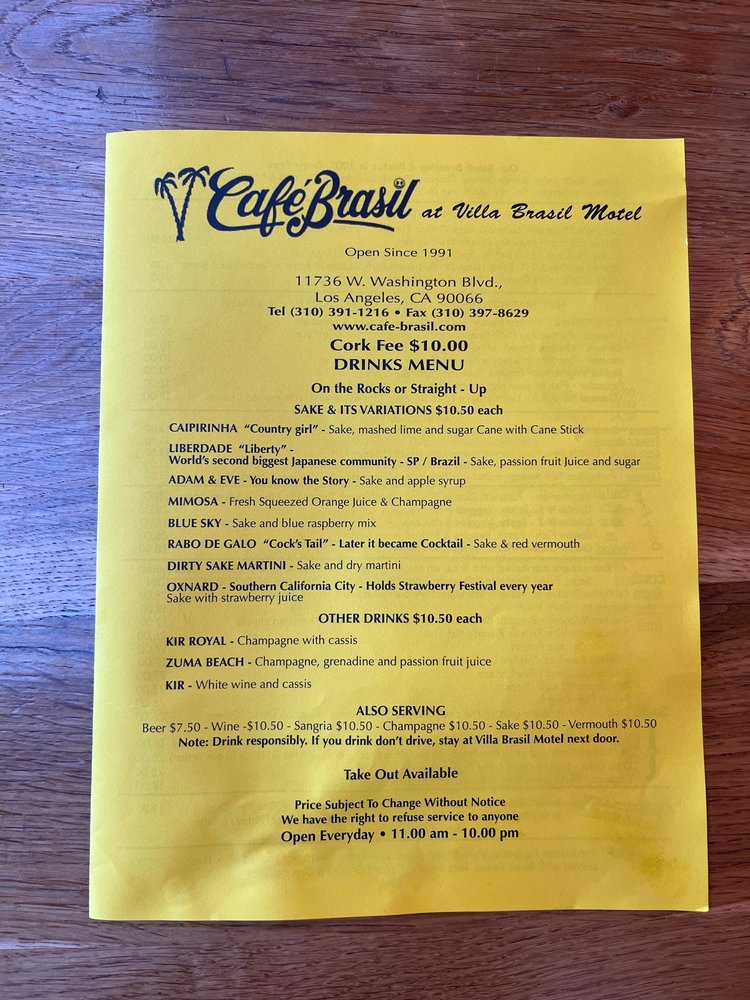 Café Brasil at Villa Brasil Motel
Open Since 1991
11736 W. Washington Blvd.,
Los Angeles, CA 90066
Tel (310) 391-1216 • Fax (310) 397-8629
www.cafe-brasil.com
Cork Fee $10.00
DRINKS MENU
On the Rocks or Straight - Up
SAKE & ITS VARIATIONS $10.50 each
CAIPIRINHA "Country girl" - Sake, mashed lime and sugar Cane with Cane Stick
LIBERDADE "Liberty" -
World's second biggest Japanese community - SP / Brazil - Sake, passion fruit Juice and sugar
ADAM & EVE - You know the Story - Sake and apple syrup
MIMOSA - Fresh Squeezed Orange Juice & Champagne
BLUE SKY - Sake and blue raspberry mix
RABO DE GALO "Cock's Tail" - Later it became Cocktail - Sake & red vermouth
DIRTY SAKE MARTINI - Sake and dry martini
OXNARD - Southern California City - Holds Strawberry Festival every year
Sake with strawberry juice
OTHER DRINKS $10.50 each
KIR ROYAL - Champagne with cassis
ZUMA BEACH - Champagne, grenadine and passion fruit juice
KIR - White wine and cassis
ALSO SERVING
Beer $7.50 - Wine -$10.50 - Sangria $10.50 - Champagne $10.50 - Sake $10.50 - Vermouth $10.50
Note: Drink responsibly. If you drink don't drive, stay at Villa Brasil Motel next door.
Take Out Available
Price Subject To Change Without Notice
We have the right to refuse service to anyone
Open Everyday • 11.00 am - 10.00 pm